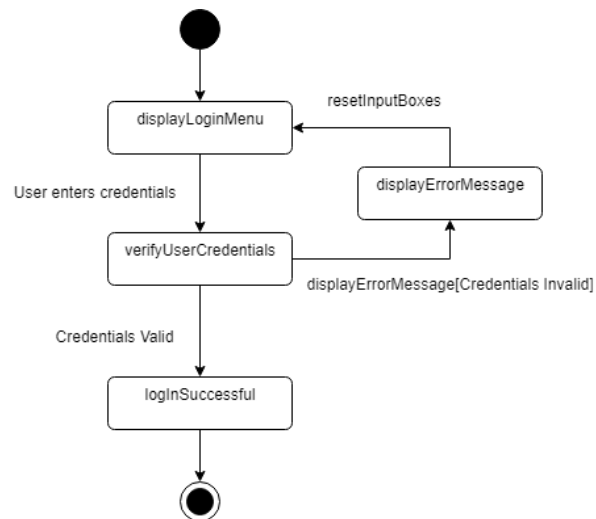 resetInputBoxes
displayLoginMenu
displayErrorMessage
User enters credentials
verifyUserCredentials
displayErrorMessage[Credentials Invalid]
Credentials Valid
logInSuccessful